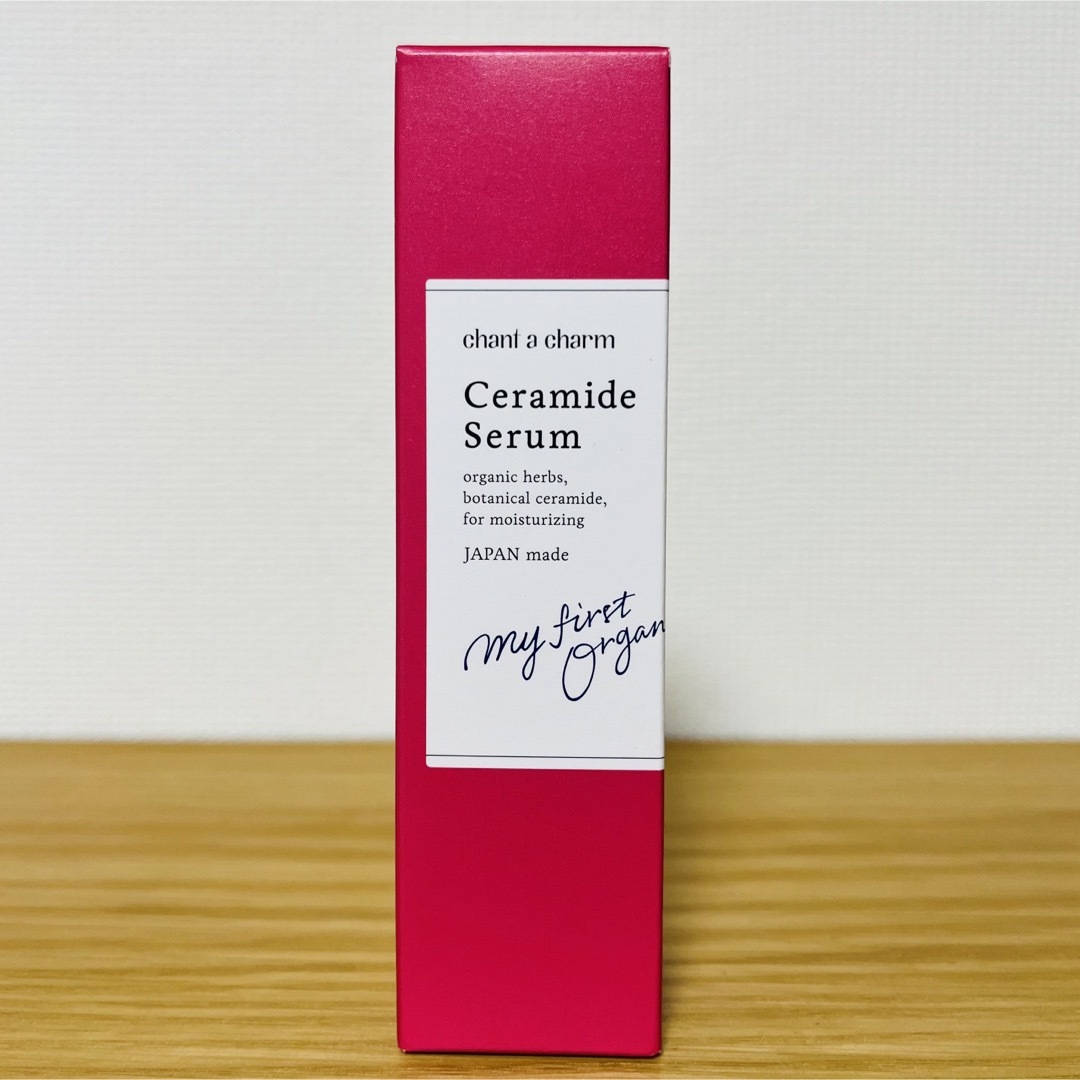 chant a charm
Ceramide
Serum
organic herbs,
botanical ceramide,
for moisturizing
JAPAN made
my first
Organ